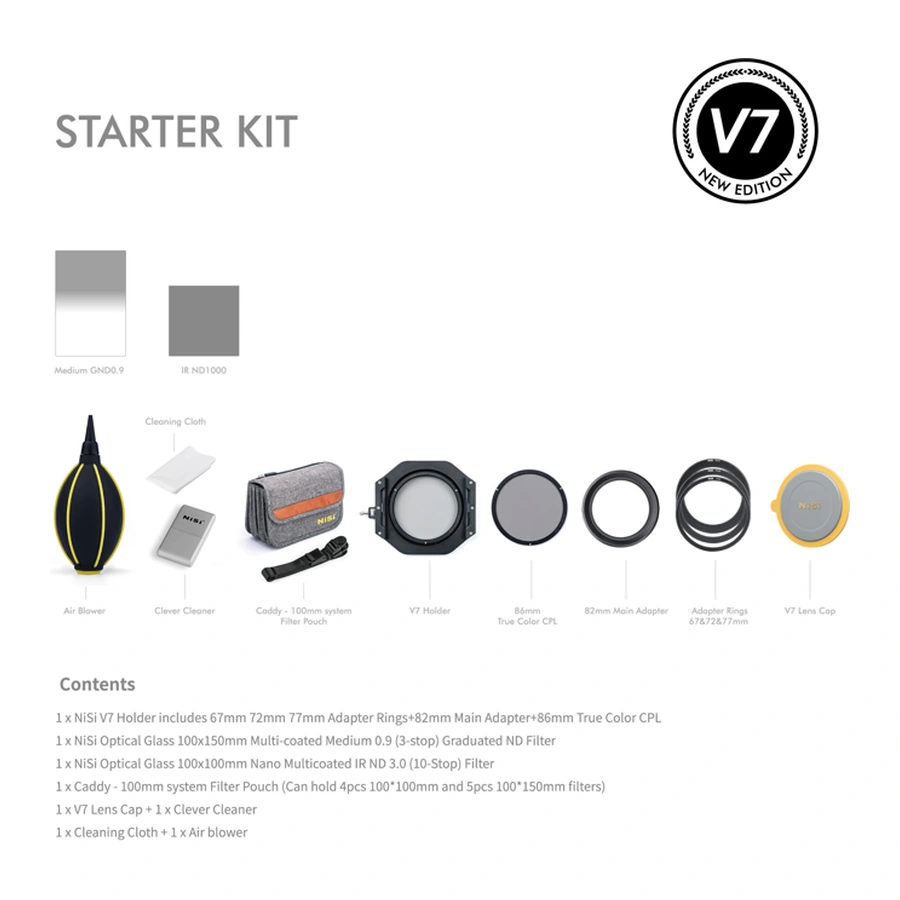 STARTER KIT
V7
NEW EDITION
Medium GND0.9
IR ND1000
Cleaning Cloth
NiSi
NiSi
NiSi
Air Blower
Clever Cleaner
Caddy - 100mm system
Filter Pouch
V7 Holder
86mm
True Color CPL
82mm Main Adapter
Adapter Rings
67&72&77mm
V7 Lens Cap
Contents
1 x NiSi V7 Holder includes 67mm 72mm 77mm Adapter Rings+82mm Main Adapter+86mm True Color CPL
1 x NiSi Optical Glass 100x150mm Multi-coated Medium 0.9 (3-stop) Graduated ND Filter
1 x NiSi Optical Glass 100x100mm Nano Multicoated IR ND 3.0 (10-Stop) Filter
1 x Caddy - 100mm system Filter Pouch (Can hold 4pcs 100*100mm and 5pcs 100*150mm filters)
1 x V7 Lens Cap + 1 x Clever Cleaner
1 x Cleaning Cloth + 1 x Air blower